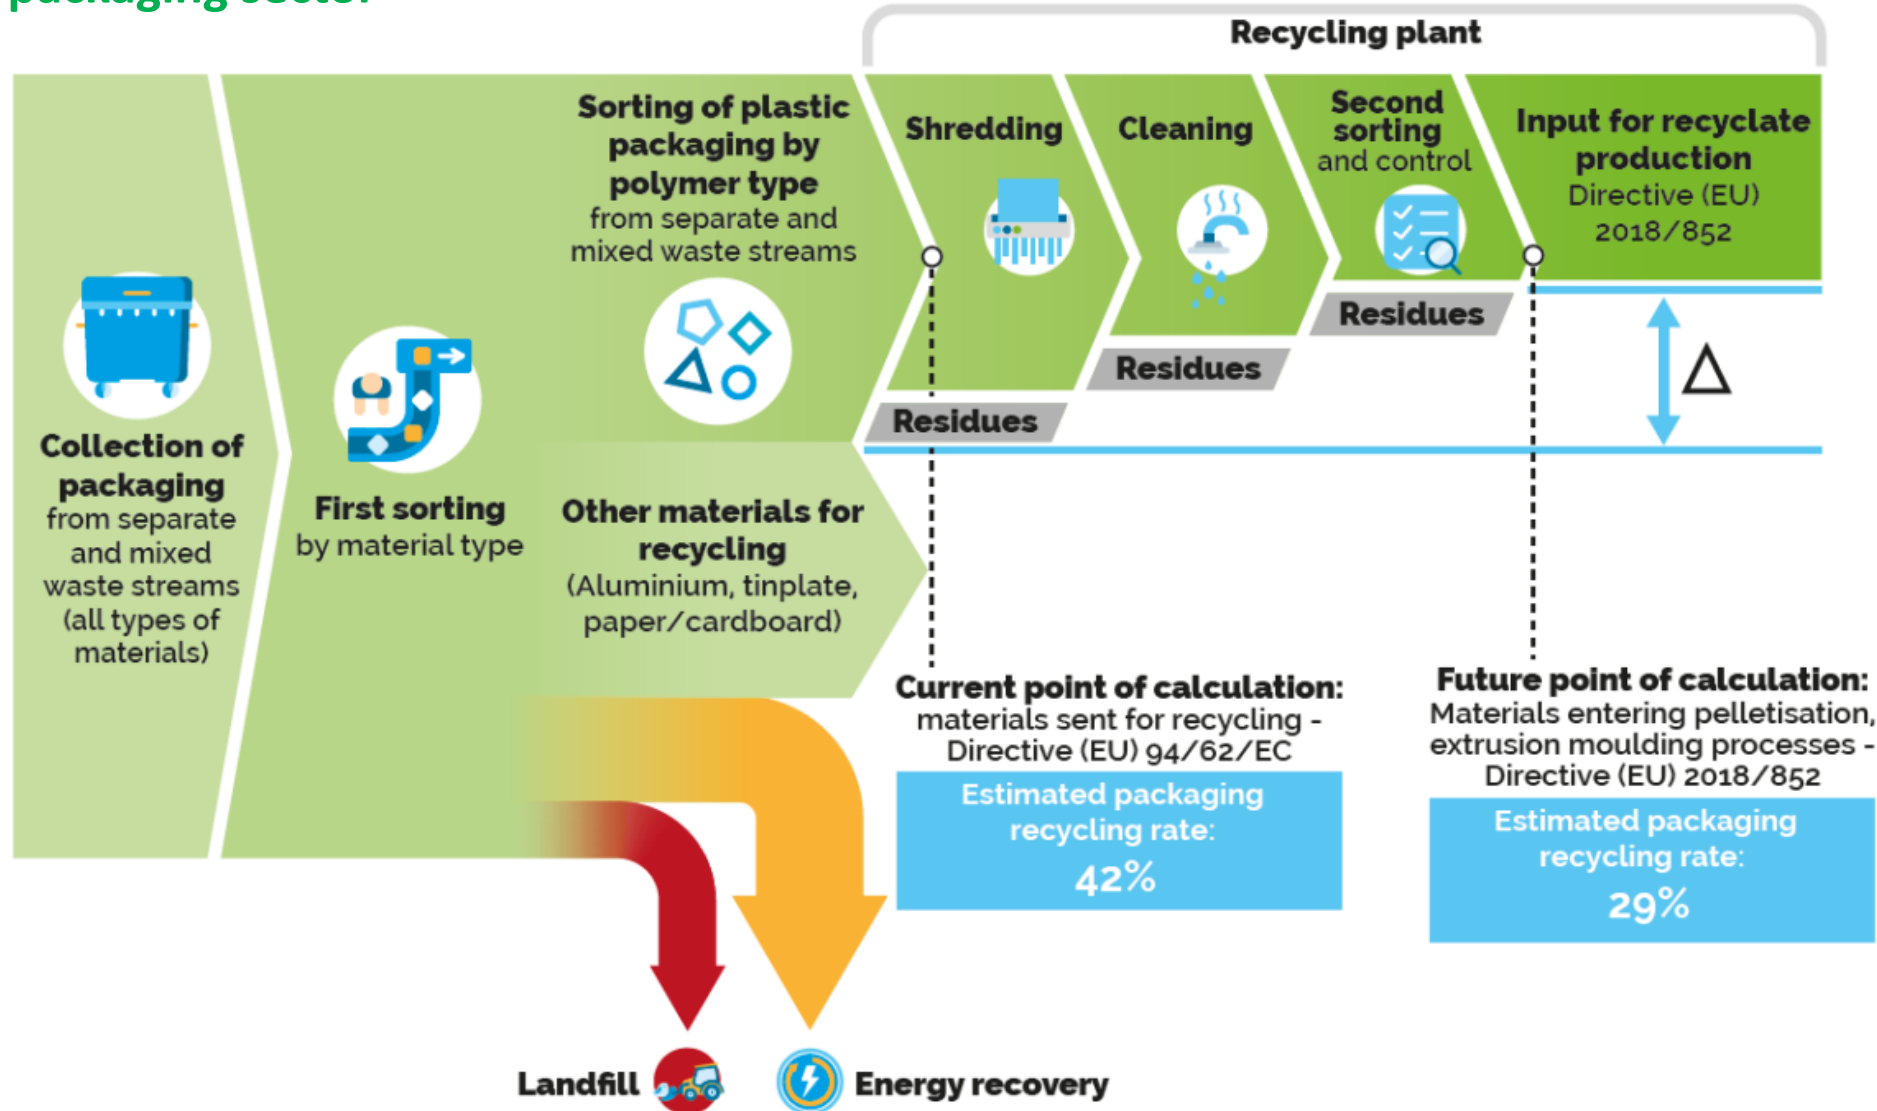 packaging sector
Recycling plant
Collection of
packaging
from separate
and mixed
waste streams
(all types of
materials)
First sorting
by material type
Sorting of plastic
packaging by
polymer type
from separate and
mixed waste streams
Other materials for
recycling
(Aluminium, tinplate,
paper/cardboard)
Shredding
Residues
Cleaning
Residues
Second
sorting
and control
Residues
Input for recyclate
production
Directive (EU)
2018/852
Δ
Current point of calculation:
materials sent for recycling -
Directive (EU) 94/62/EC
Estimated packaging
recycling rate:
42%
Future point of calculation:
Materials entering pelletisation,
extrusion moulding processes -
Directive (EU) 2018/852
Estimated packaging
recycling rate:
29%
Landfill
Energy recovery